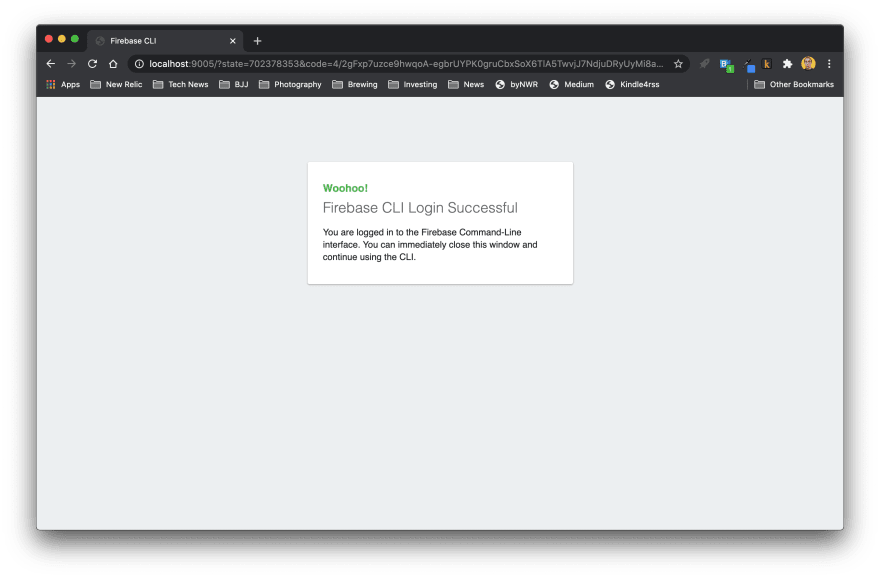 Firebase CLI
localhost:9005/?state=702378353&code=4/2gFxp7uzce9hwqoA-egbrUYPK0gruCbxSoX6TlA5TwvjJ7NdjuDRyUyMi8a...
Apps New Relic Tech News BJJ Photography Brewing Investing News byNWR Medium Kindle4rss Other Bookmarks
Woohoo!
Firebase CLI Login Successful
You are logged in to the Firebase Command-Line
interface. You can immediately close this window and
continue using the CLI.